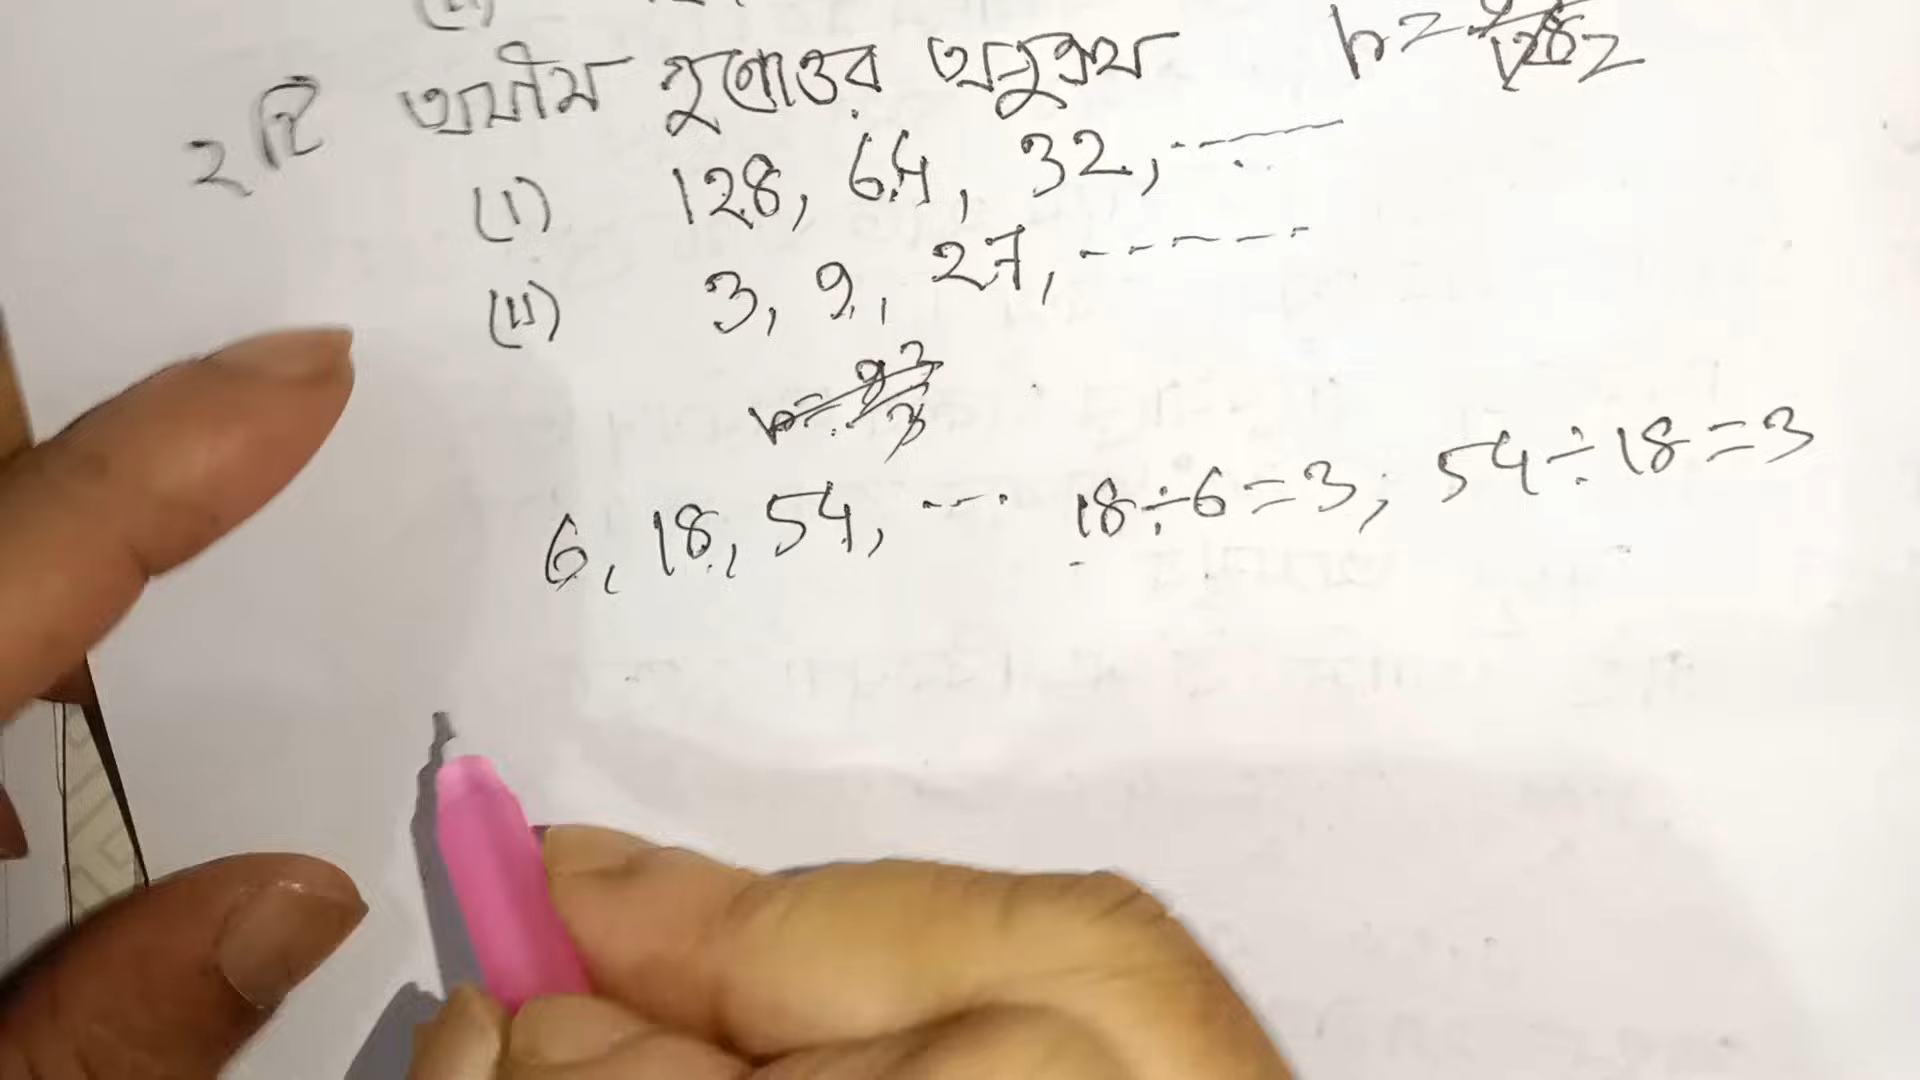 ২টি অসীম গুণোত্তর অনুক্রম
(i) 128, 64, 32, ------
(ii) 3, 9, 27, ------
6, 18, 54, --- 18÷6=3; 54÷18=3